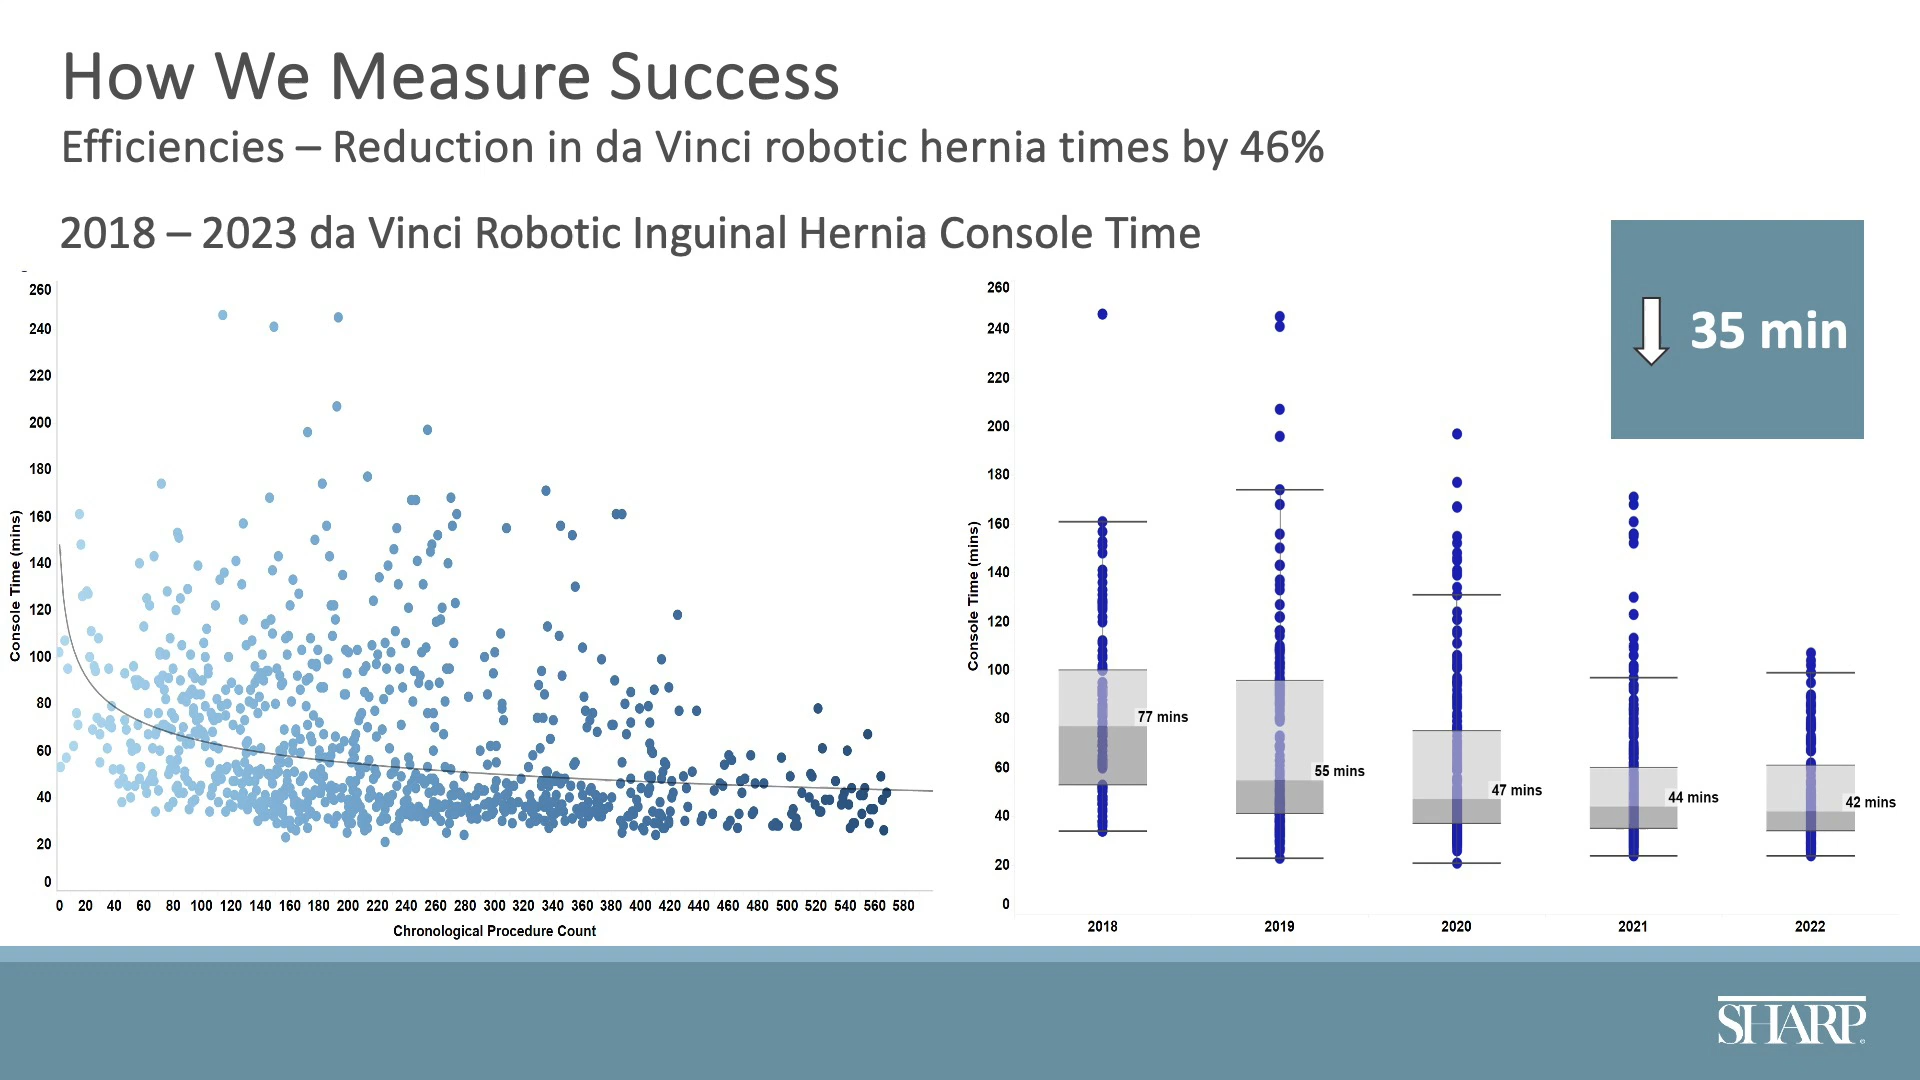 How We Measure Success
Efficiencies – Reduction in da Vinci robotic hernia times by 46%
2018 – 2023 da Vinci Robotic Inguinal Hernia Console Time
35 min
260
240
220
200
180
160
140
120
100
80
60
40
20
0
Console Time (mins)
0 20 40 60 80 100 120 140 160 180 200 220 240 260 280 300 320 340 360 380 400 420 440 460 480 500 520 540 560 580
Chronological Procedure Count
260
240
220
200
180
160
140
120
100
80
60
40
20
0
Console Time (mins)
77 mins
55 mins
47 mins
44 mins
42 mins
2018 2019 2020 2021 2022
SHARP